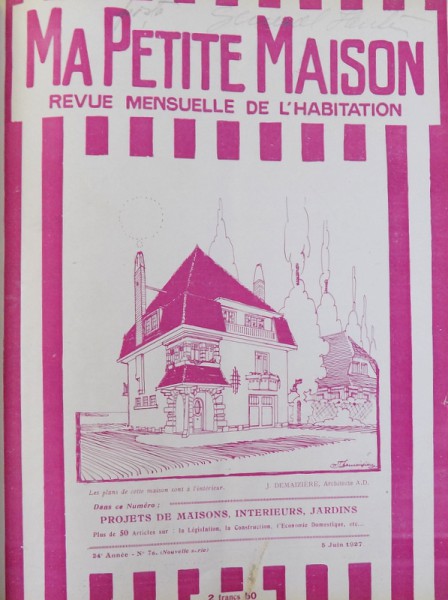 MA PETITE MAISON
REVUE MENSUELLE DE L'HABITATION
Les plans de cette maison sont à l'intérieur.
J. DEMAIZIERE, Architecte A.D.
Dans ce Numéro :
PROJETS DE MAISONS, INTERIEURS, JARDINS
Plus de 50 Articles sur : la Législation, la Construction, l'Economie Domestique, etc...
24e Année - N° 76. (Nouvelle série)
5 Juin 1927
2 francs 50